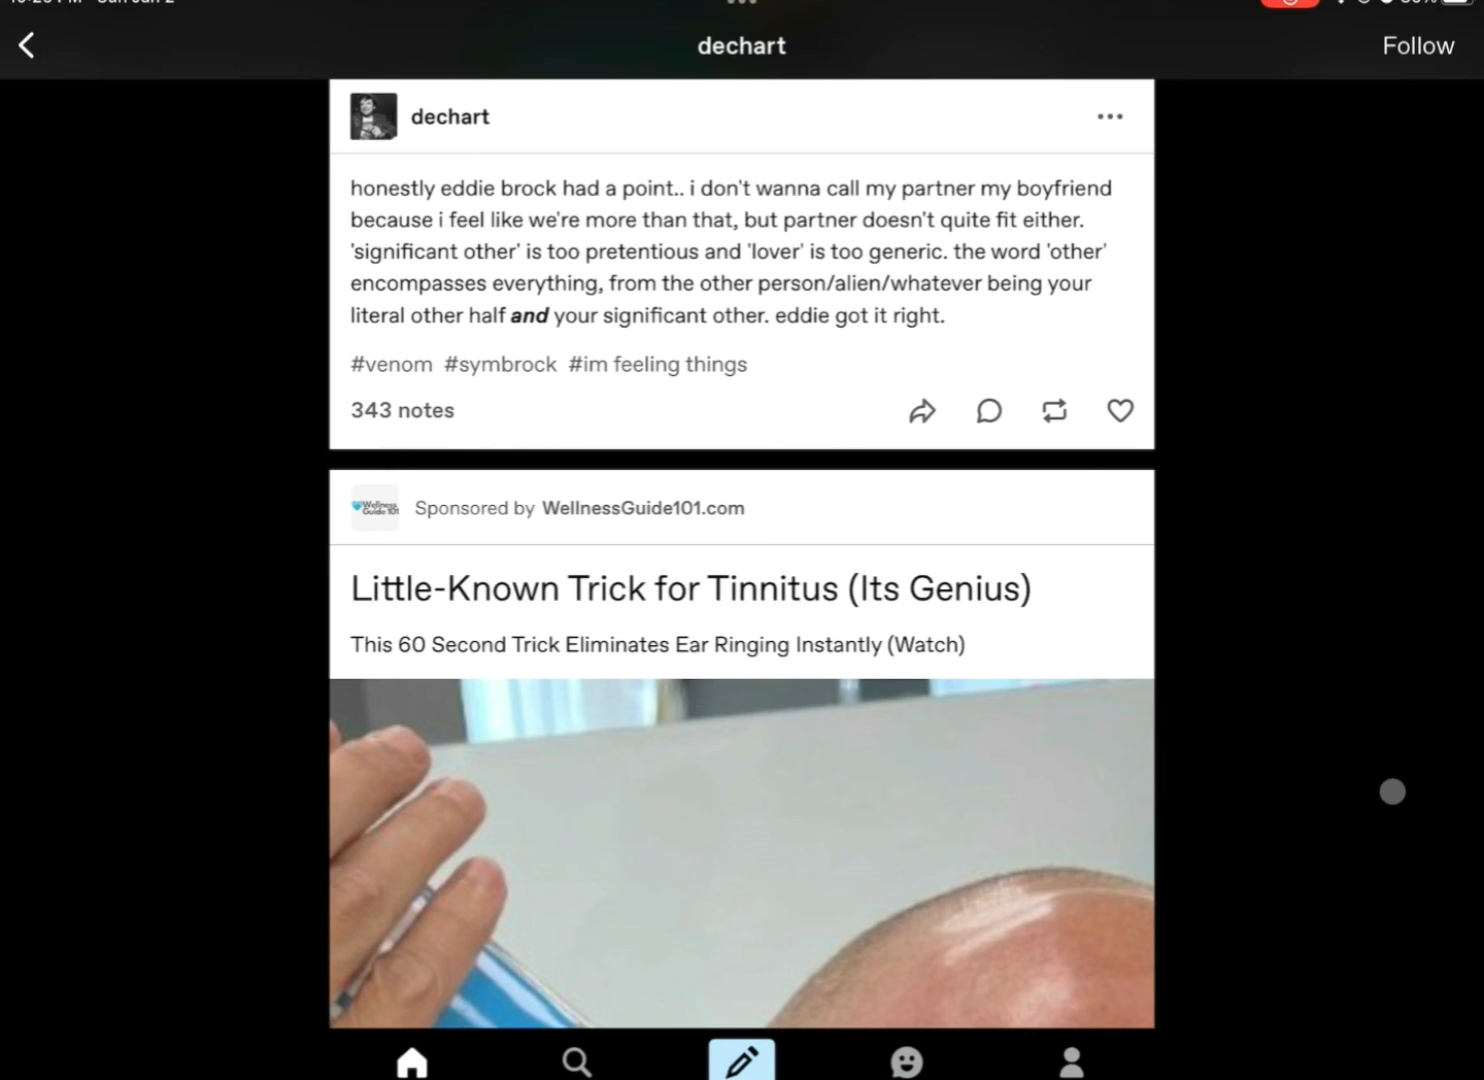 dechart
Follow
dechart
honestly eddie brock had a point.. i don't wanna call my partner my boyfriend
because i feel like we're more than that, but partner doesn't quite fit either.
'significant other' is too pretentious and 'lover' is too generic. the word 'other'
encompasses everything, from the other person/alien/whatever being your
literal other half and your significant other. eddie got it right.
#venom #symbrock #im feeling things
343 notes
Wellness
Guide 101
Sponsored by WellnessGuide101.com
Little-Known Trick for Tinnitus (Its Genius)
This 60 Second Trick Eliminates Ear Ringing Instantly (Watch)